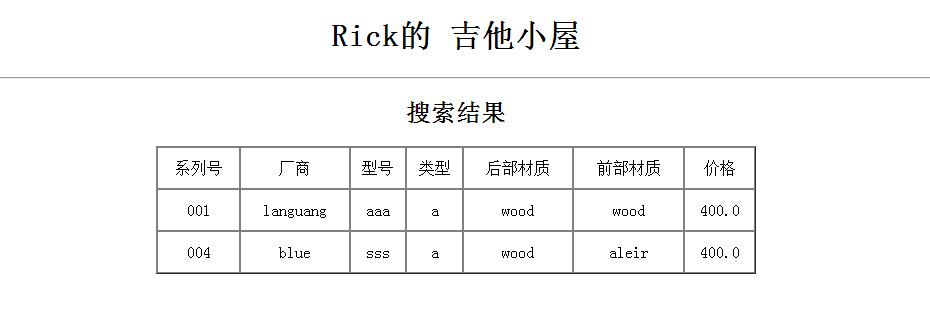 Rick的 吉他小屋
搜索结果
系列号 厂商 型号 类型 后部材质 前部材质 价格
001 languang aaa a wood wood 400.0
004 blue sss a wood aleir 400.0